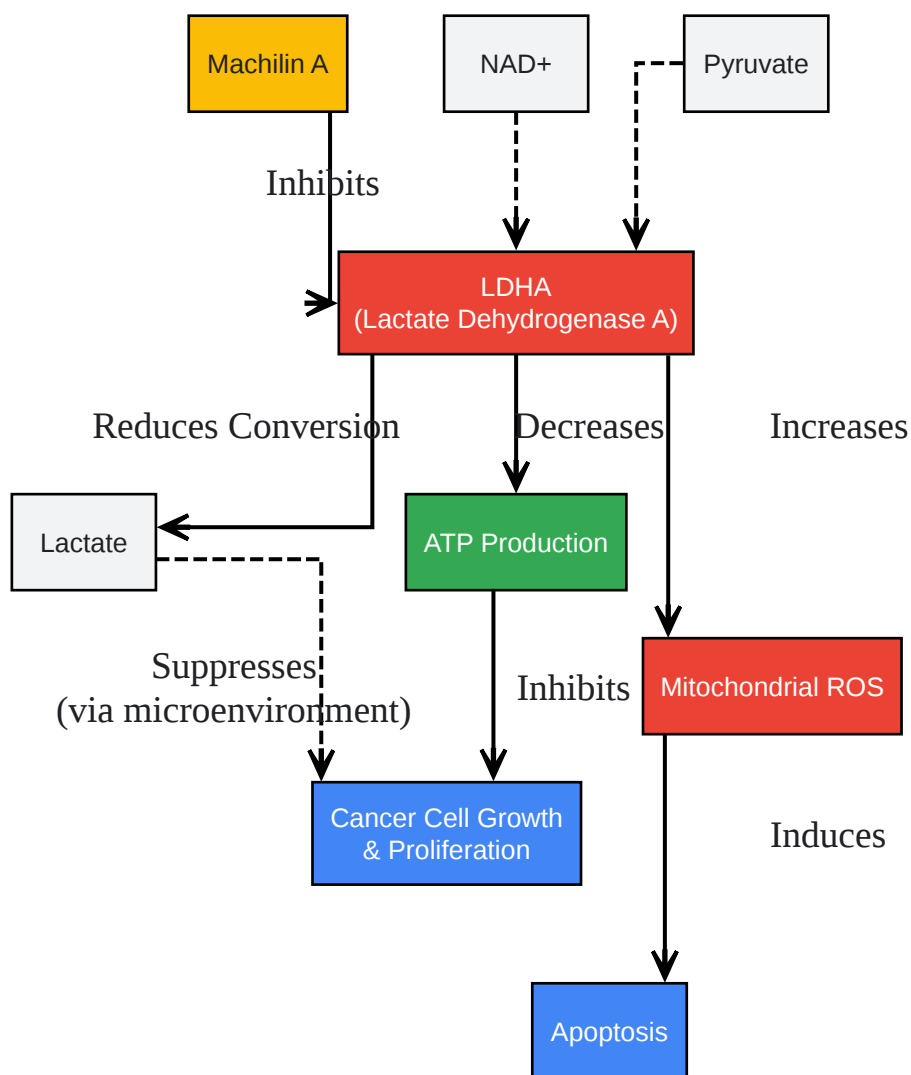 Machilin A
NAD+
Pyruvate
Inhibits
LDHA
(Lactate Dehydrogenase A)
Reduces Conversion
Decreases
Increases
Lactate
ATP Production
Suppresses
(via microenvironment)
Inhibits
Mitochondrial ROS
Cancer Cell Growth
& Proliferation
Induces
Apoptosis